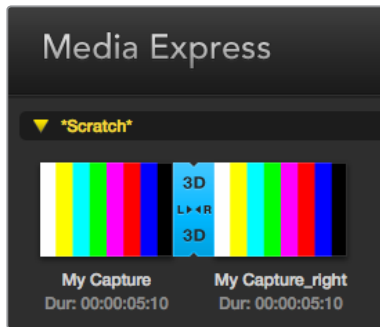 Media Express
*Scratch*
3D
L R
3D
My Capture
My Capture_right
Dur: 00:00:05:10
Dur: 00:00:05:10